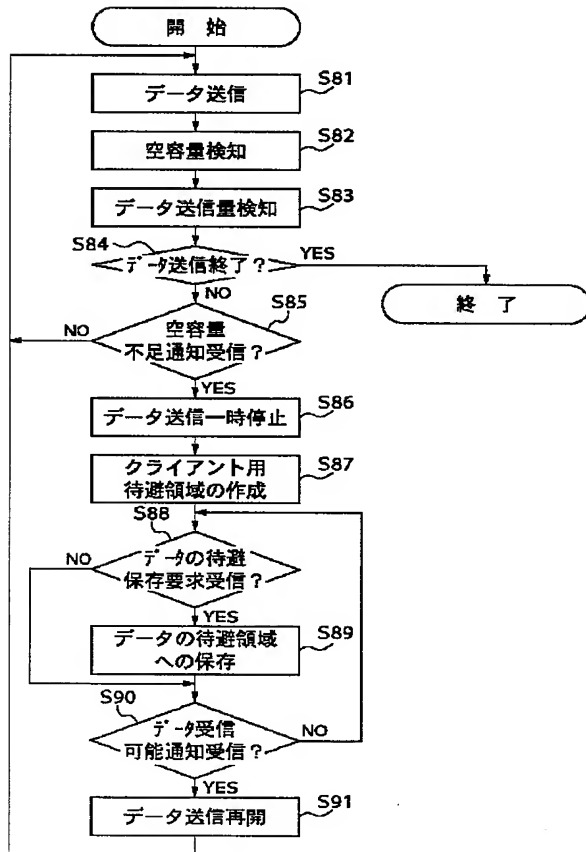 開始
データ送信
S81
空容量検知
S82
データ送信量検知
S83
S84
データ送信終了？
YES
終了
NO
S85
空容量
不足通知受信？
NO
YES
データ送信一時停止
S86
クライアント用
待避領域の作成
S87
S88
データの待避
保存要求受信？
NO
YES
データの待避領域
への保存
S89
S90
データ受信
可能通知受信？
NO
YES
データ送信再開
S91